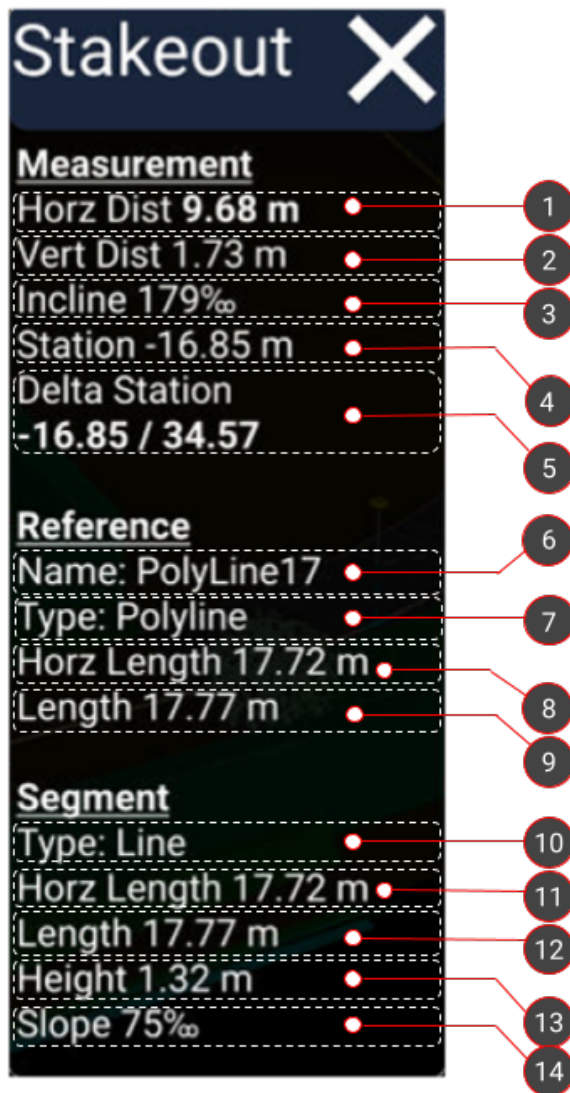 Stakeout
Measurement
Horz Dist 9.68 m
1
Vert Dist 1.73 m
2
Incline 179‰
3
Station -16.85 m
4
Delta Station
-16.85 / 34.57
5
Reference
6
Name: PolyLine17
Type: Polyline
7
Horz Length 17.72 m
8
Length 17.77 m
9
Segment
Type: Line
10
Horz Length 17.72 m
11
Length 17.77 m
12
Height 1.32 m
13
Slope 75‰
14